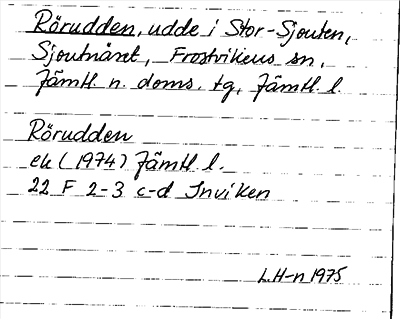 Rörudden, udde i Stor-Sjouten,
Sjoutnäset, Frostvikens sn,
Jämtl. n. doms. tg, Jämtl. l.
Rörudden
ek (1974) Jämtl l.
22 F 2-3 c-d Inviken
L.H-n 1975